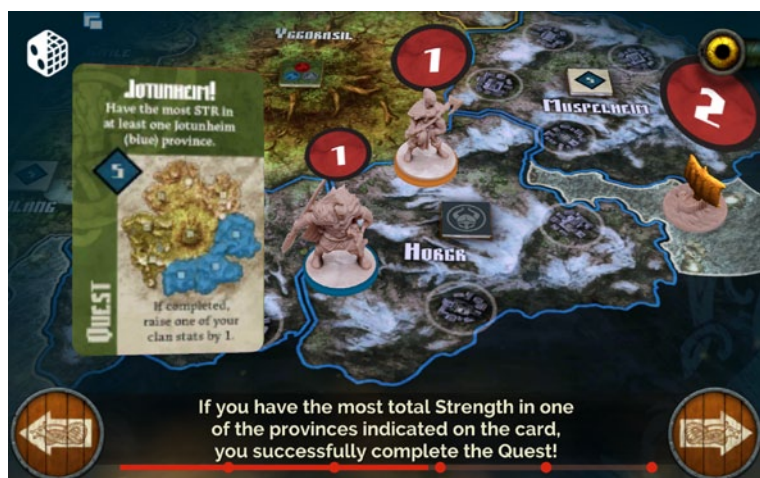 Yggdrasil
1
Jotunheim!
Have the most STR in
at least one Jotunheim
(blue) province.
5
Muspelheim
2
1
Horgr
Quest
If completed,
raise one of your
clan stats by 1.
If you have the most total Strength in one
of the provinces indicated on the card,
you successfully complete the Quest!